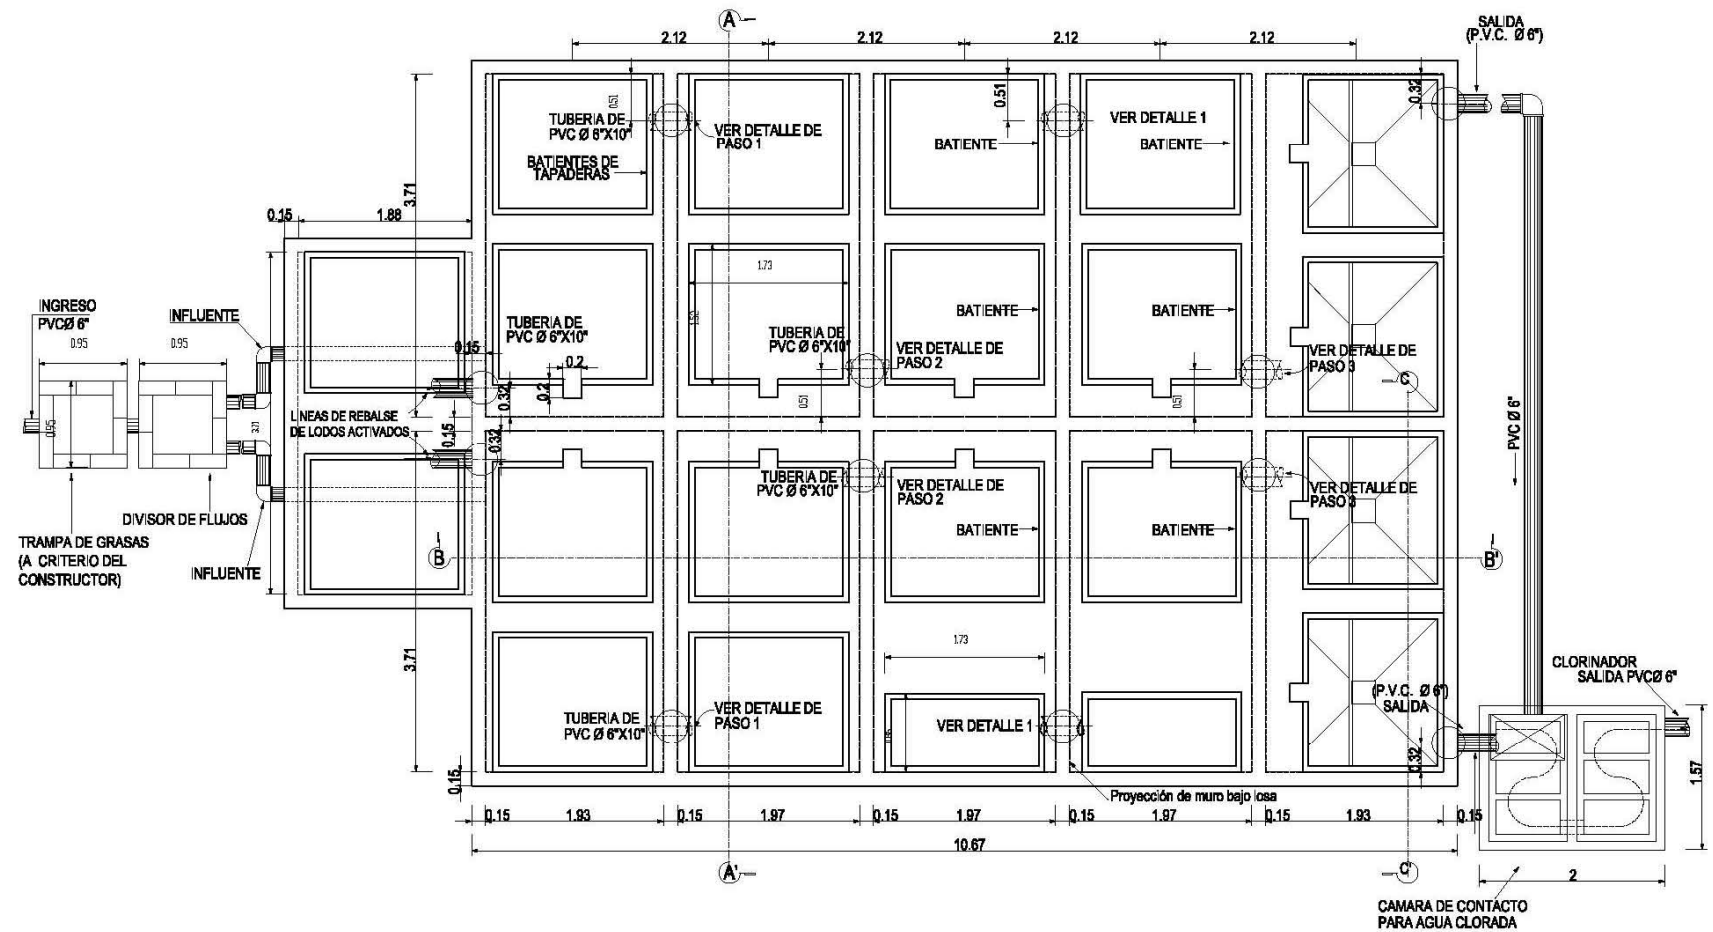 A
2.12
2.12
2.12
2.12
SALIDA
(P.V.C. Ø 6")
0.51
0.51
0.32
TUBERIA DE
PVC Ø 6"X10"
VER DETALLE DE
PASO 1
BATIENTE
VER DETALLE 1
BATIENTE
BATIENTES DE
TAPADERAS
3.71
0.15
1.88
1.73
1.50
INGRESO
PVCØ 6"
INFLUENTE
0.95
0.95
TUBERIA DE
PVC Ø 6"X10"
BATIENTE
BATIENTE
TUBERIA DE
PVC Ø 6"X10"
VER DETALLE DE
PASO 2
VER DETALLE DE
PASO 3
0.15
0.2
0.2
0.32
0.51
0.51
C
LINEAS DE REBALSE
DE LODOS ACTIVADOS
0.95
3.71
0.15
0.32
PVC Ø 6"
TUBERIA DE
PVC Ø 6"X10"
VER DETALLE DE
PASO 2
VER DETALLE DE
PASO 3
DIVISOR DE FLUJOS
TRAMPA DE GRASAS
(A CRITERIO DEL
CONSTRUCTOR)
INFLUENTE
BATIENTE
BATIENTE
B
B'
3.71
1.73
CLORINADOR
SALIDA PVCØ 6"
(P.V.C. Ø 6")
SALIDA
TUBERIA DE
PVC Ø 6"X10"
VER DETALLE DE
PASO 1
VER DETALLE 1
0.32
1.57
0.15
Proyección de muro bajo losa
0.15
1.93
0.15
1.97
0.15
1.97
0.15
1.97
0.15
1.93
0.15
10.67
A'
C'
2
CAMARA DE CONTACTO
PARA AGUA CLORADA